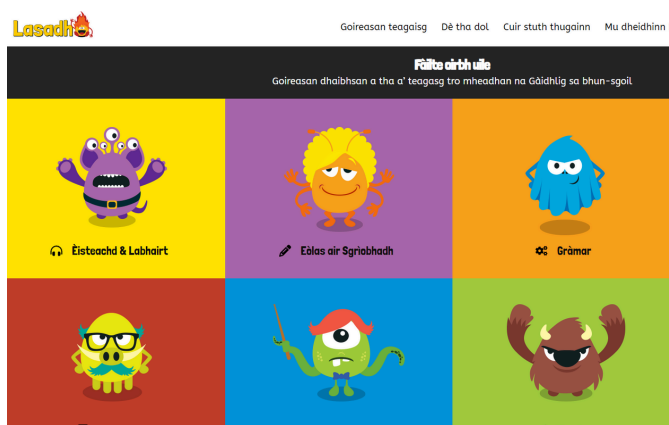 Lasadh
Goireasan teagaisg Dè tha dol Cuir stuth thugainn Mu dheidhinn
Fàilte oirbh uile
Goireasan dhaibhsan a tha a' teagasg tro mheadhan na Gàidhlig sa bhun-sgoil
Èisteachd & Labhairt
Eòlas air Sgrìobhadh
Gràmar